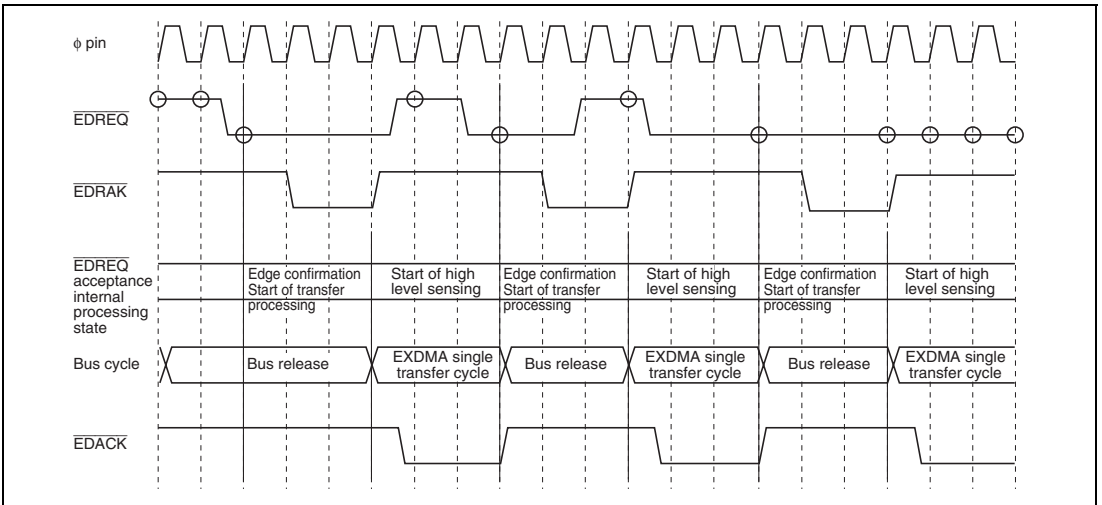 ϕ pin
EDREQ
EDRAK
EDREQ
acceptance
internal
processing
state
Edge confirmation
Start of transfer
processing
Start of high
level sensing
Edge confirmation
Start of transfer
processing
Start of high
level sensing
Edge confirmation
Start of transfer
processing
Start of high
level sensing
Bus cycle
Bus release
EXDMA single
transfer cycle
Bus release
EXDMA single
transfer cycle
Bus release
EXDMA single
transfer cycle
EDACK